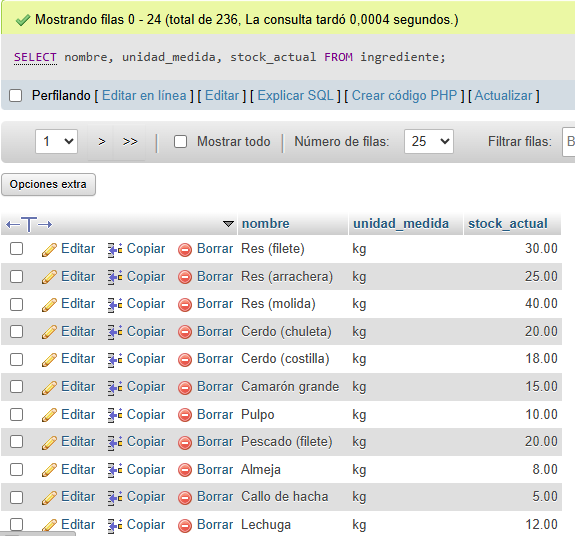 Mostrando filas 0 - 24 (total de 236, La consulta tardó 0,0004 segundos.)
SELECT nombre, unidad_medida, stock_actual FROM ingrediente;
Perfilando [ Editar en línea ] [ Editar ] [ Explicar SQL ] [ Crear código PHP ] [ Actualizar ]
1 > >> Mostrar todo Número de filas: 25 Filtrar filas: B
Opciones extra
←T→ nombre unidad_medida stock_actual
Editar Copiar Borrar Res (filete) kg 30.00
Editar Copiar Borrar Res (arrachera) kg 25.00
Editar Copiar Borrar Res (molida) kg 40.00
Editar Copiar Borrar Cerdo (chuleta) kg 20.00
Editar Copiar Borrar Cerdo (costilla) kg 18.00
Editar Copiar Borrar Camarón grande kg 15.00
Editar Copiar Borrar Pulpo kg 10.00
Editar Copiar Borrar Pescado (filete) kg 20.00
Editar Copiar Borrar Almeja kg 8.00
Editar Copiar Borrar Callo de hacha kg 5.00
Editar Copiar Borrar Lechuga kg 12.00